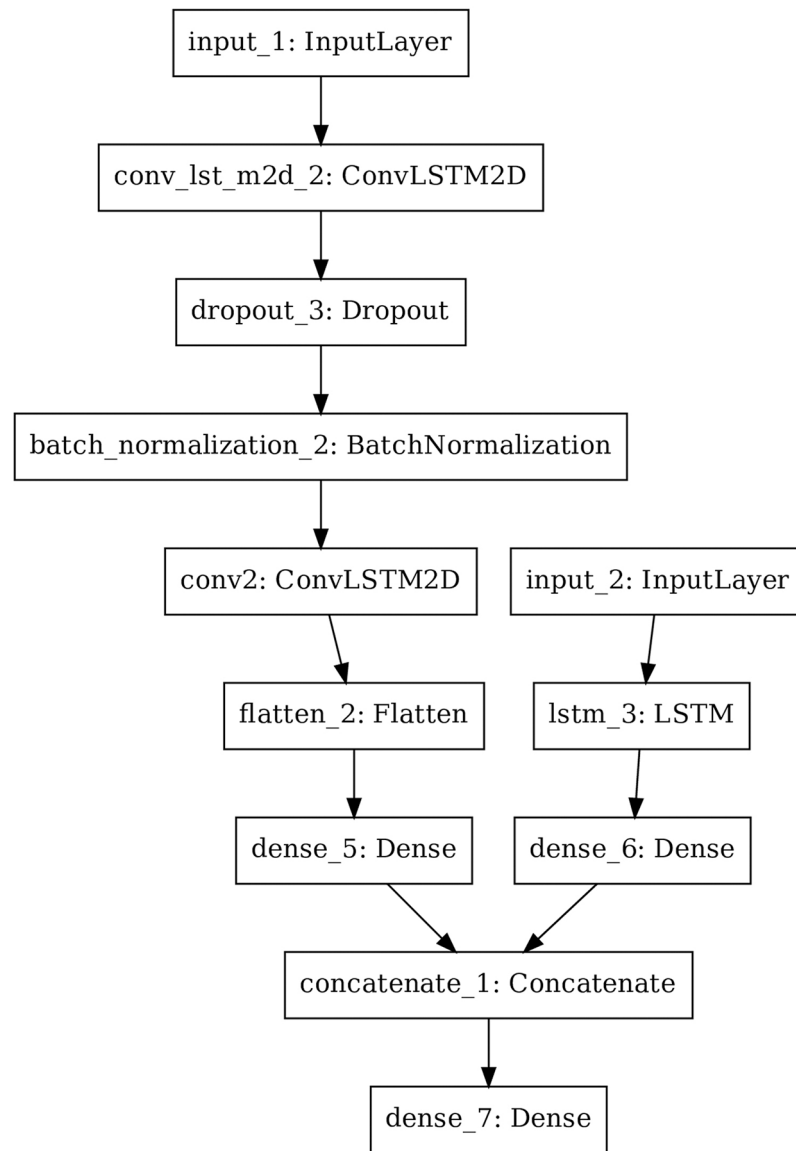 input_1: InputLayer
conv_lst_m2d_2: ConvLSTM2D
dropout_3: Dropout
batch_normalization_2: BatchNormalization
conv2: ConvLSTM2D
input_2: InputLayer
flatten_2: Flatten
lstm_3: LSTM
dense_5: Dense
dense_6: Dense
concatenate_1: Concatenate
dense_7: Dense